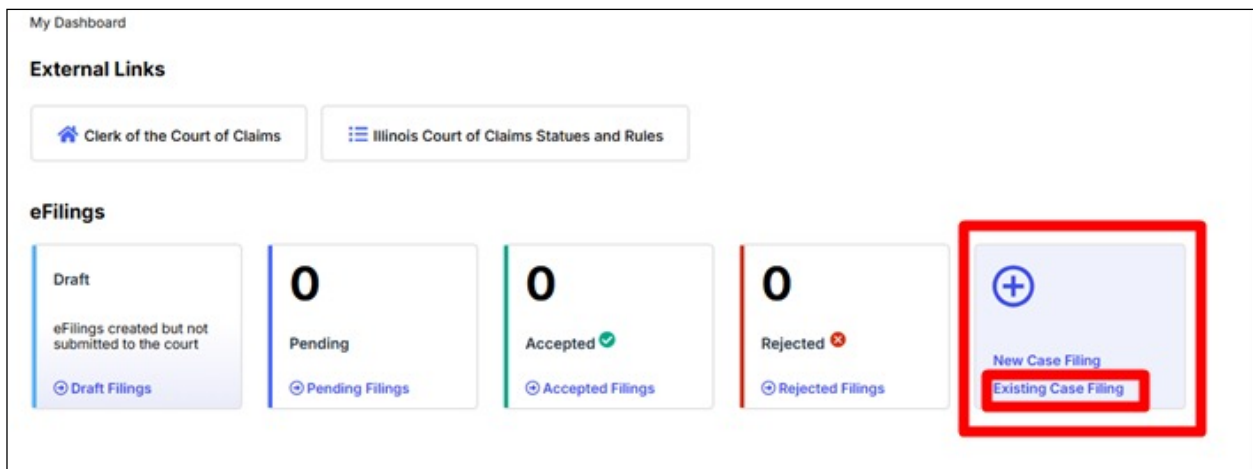 My Dashboard
External Links
Clerk of the Court of Claims
Illinois Court of Claims Statues and Rules
eFilings
Draft
eFilings created but not
submitted to the court
Draft Filings
0
Pending
Pending Filings
0
Accepted
Accepted Filings
0
Rejected
Rejected Filings
New Case Filing
Existing Case Filing